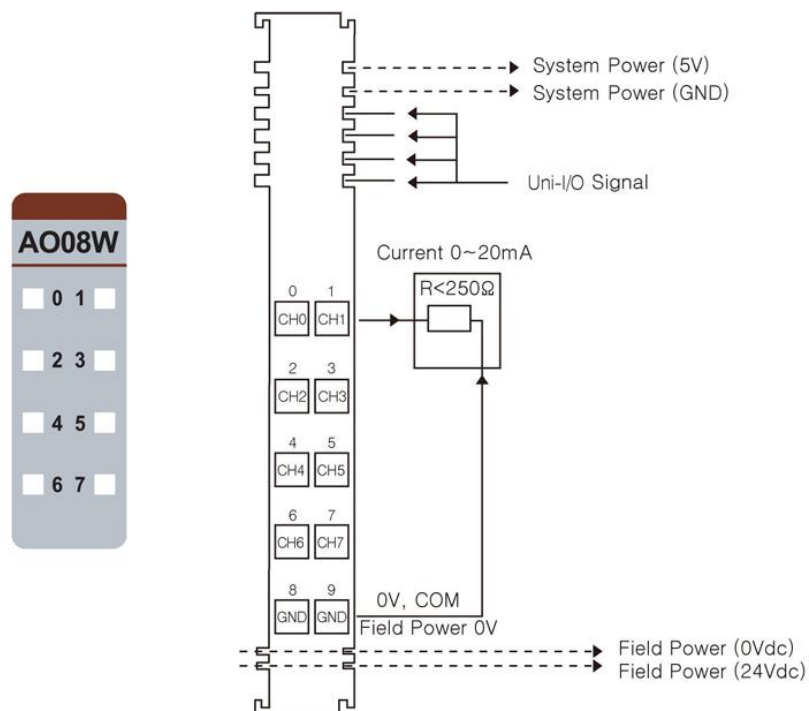 System Power (5V)
System Power (GND)
Uni-I/O Signal
AO08W
0 1
2 3
4 5
6 7
Current 0~20mA
R<250Ω
0 1
CH0 CH1
2 3
CH2 CH3
4 5
CH4 CH5
6 7
CH6 CH7
8 9
GND GND
0V, COM
Field Power 0V
Field Power (0Vdc)
Field Power (24Vdc)